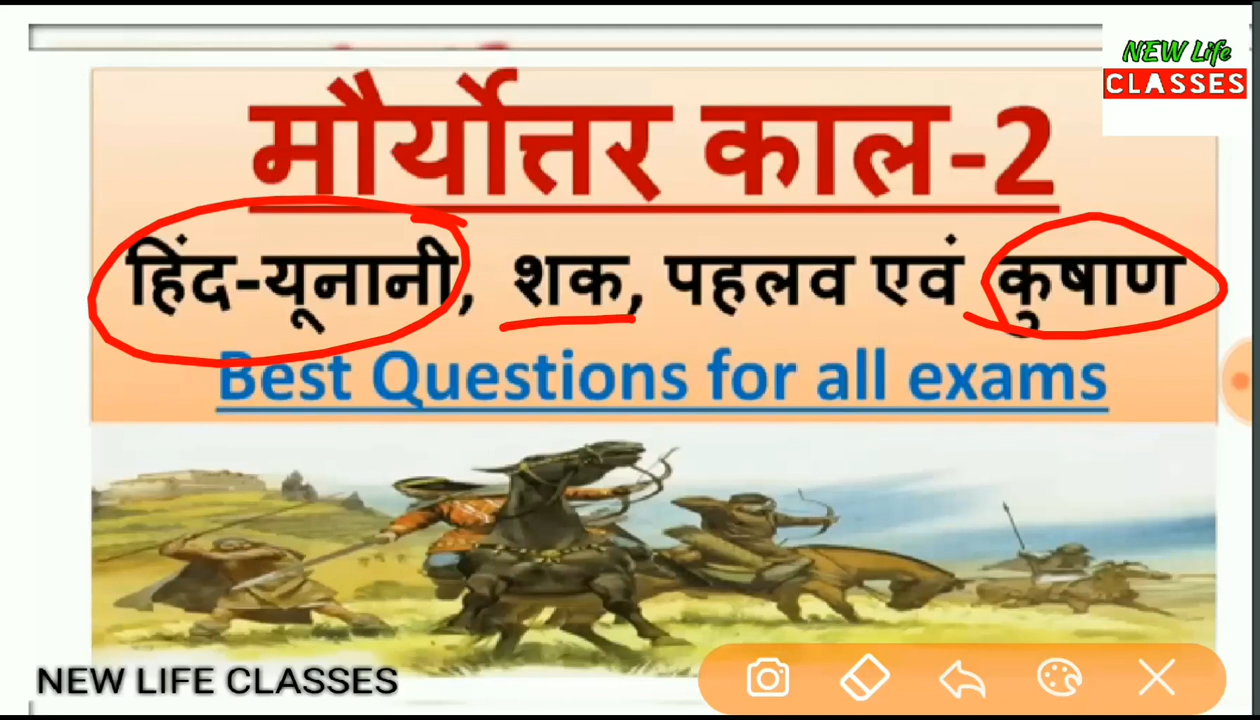 NEW Life
CLASSES
मौर्योत्तर काल-2
हिंद-यूनानी, शक, पहलव एवं कुषाण
Best Questions for all exams
NEW LIFE CLASSES